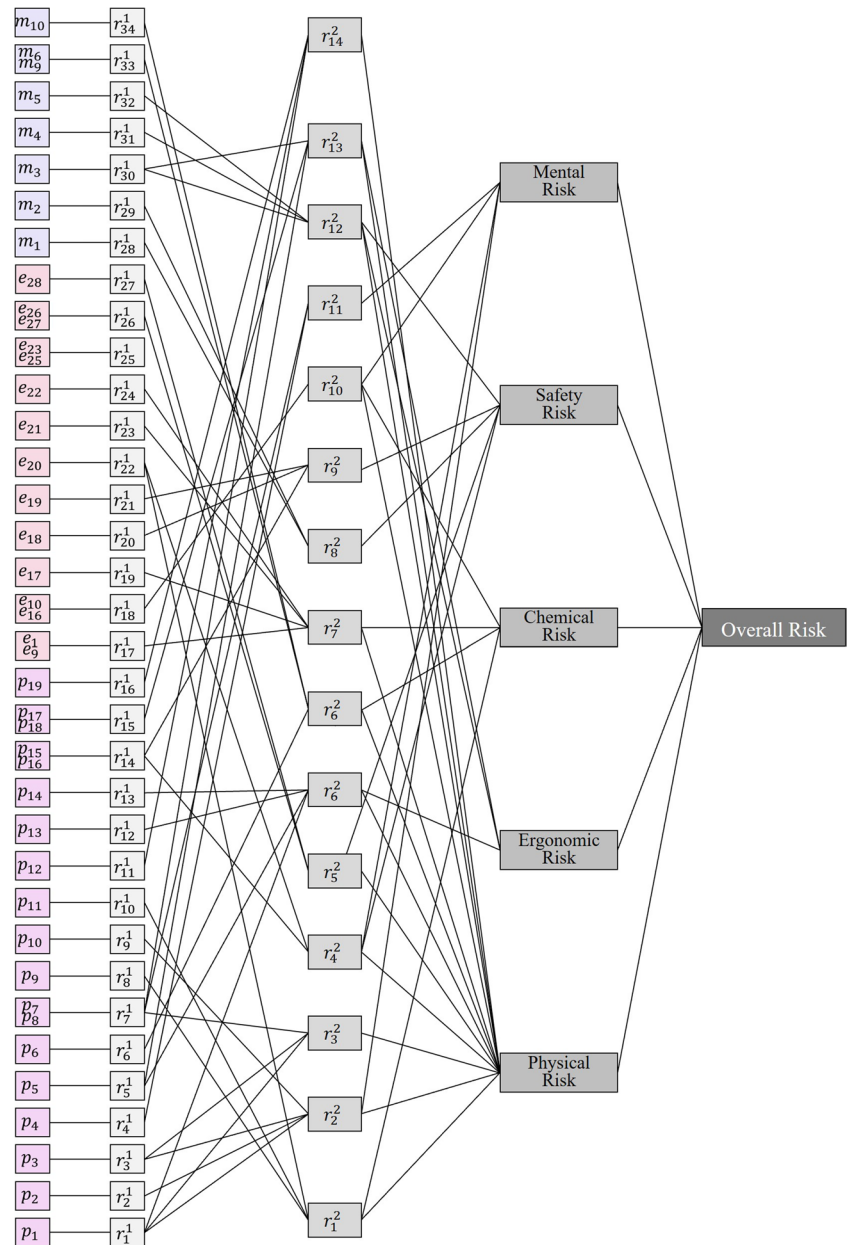 m₁₀ r¹₃₄
m₆ m₉ r¹₃₃
m₅ r¹₃₂
m₄ r¹₃₁
m₃ r¹₃₀
m₂ r¹₂₉
m₁ r¹₂₈
e₂₈ r¹₂₇
e₂₆ e₂₇ r¹₂₆
e₂₃ e₂₅ r¹₂₅
e₂₂ r¹₂₄
e₂₁ r¹₂₃
e₂₀ r¹₂₂
e₁₉ r¹₂₁
e₁₈ r¹₂₀
e₁₇ r¹₁₉
e₁₀ e₁₆ r¹₁₈
e₁ e₉ r¹₁₇
p₁₉ r¹₁₆
p₁₇ p₁₈ r¹₁₅
p₁₅ p₁₆ r¹₁₄
p₁₄ r¹₁₃
p₁₃ r¹₁₂
p₁₂ r¹₁₁
p₁₁ r¹₁₀
p₁₀ r¹₉
p₉ r¹₈
p₇ p₈ r¹₇
p₆ r¹₆
p₅ r¹₅
p₄ r¹₄
p₃ r¹₃
p₂ r¹₂
p₁ r¹₁
r²₁₄
r²₁₃
r²₁₂
r²₁₁
r²₁₀
r²₉
r²₈
r²₇
r²₆
r²₆
r²₅
r²₄
r²₃
r²₂
r²₁
Mental
Risk
Safety
Risk
Chemical
Risk
Ergonomic
Risk
Physical
Risk
Overall Risk